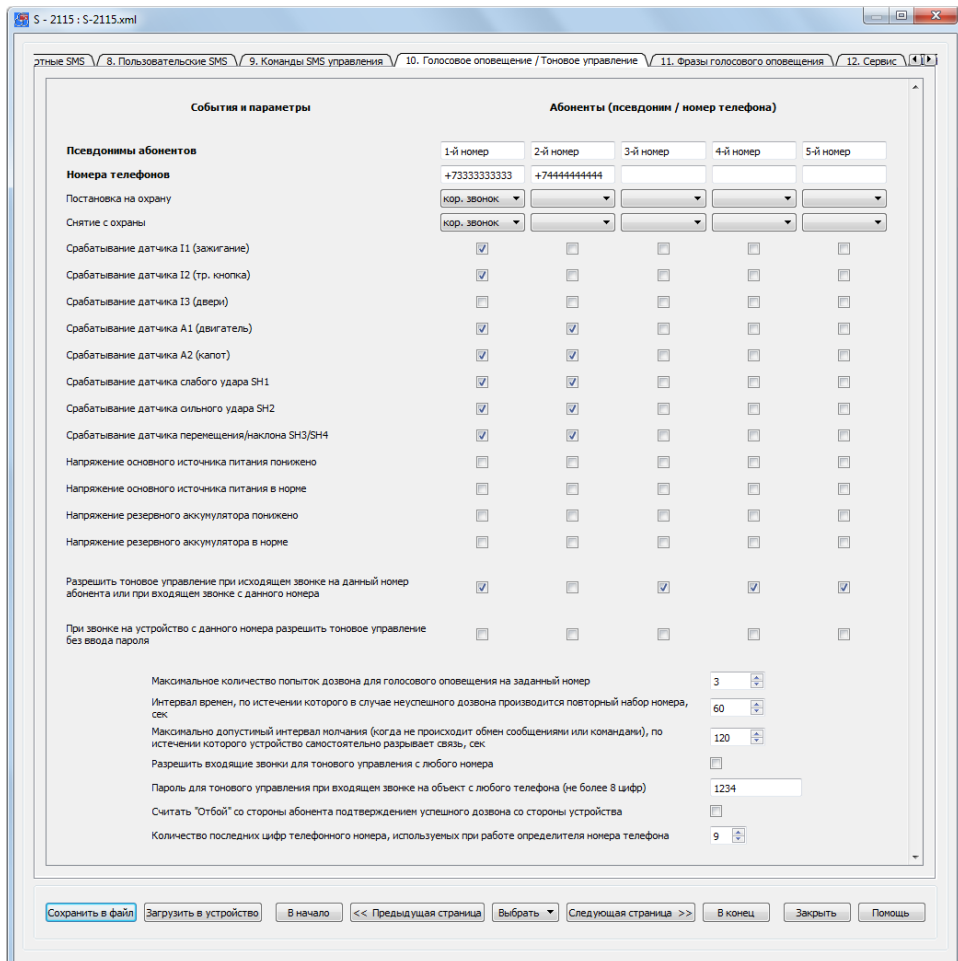 S - 2115 : S-2115.xml
ртные SMS 8. Пользовательские SMS 9. Команды SMS управления 10. Голосовое оповещение / Тоновое управление 11. Фразы голосового оповещения 12. Сервис
События и параметры Абоненты (псевдоним / номер телефона)
Псевдонимы абонентов 1-й номер 2-й номер 3-й номер 4-й номер 5-й номер
Номера телефонов +73333333333 +74444444444
Постановка на охрану кор. звонок
Снятие с охраны кор. звонок
Срабатывание датчика I1 (зажигание)
Срабатывание датчика I2 (тр. кнопка)
Срабатывание датчика I3 (двери)
Срабатывание датчика A1 (двигатель)
Срабатывание датчика A2 (капот)
Срабатывание датчика слабого удара SH1
Срабатывание датчика сильного удара SH2
Срабатывание датчика перемещения/наклона SH3/SH4
Напряжение основного источника питания понижено
Напряжение основного источника питания в норме
Напряжение резервного аккумулятора понижено
Напряжение резервного аккумулятора в норме
Разрешить тоновое управление при исходящем звонке на данный номер
абонента или при входящем звонке с данного номера
При звонке на устройство с данного номера разрешить тоновое управление
без ввода пароля
Максимальное количество попыток дозвона для голосового оповещения на заданный номер 3
Интервал времен, по истечении которого в случае неуспешного дозвона производится повторный набор номера,
сек 60
Максимально допустимый интервал молчания (когда не происходит обмен сообщениями или командами), по
истечении которого устройство самостоятельно разрывает связь, сек 120
Разрешить входящие звонки для тонового управления с любого номера
Пароль для тонового управления при входящем звонке на объект с любого телефона (не более 8 цифр) 1234
Считать "Отбой" со стороны абонента подтверждением успешного дозвона со стороны устройства
Количество последних цифр телефонного номера, используемых при работе определителя номера телефона 9
Сохранить в файл Загрузить в устройство В начало << Предыдущая страница Выбрать Следующая страница >> В конец Закрыть Помощь